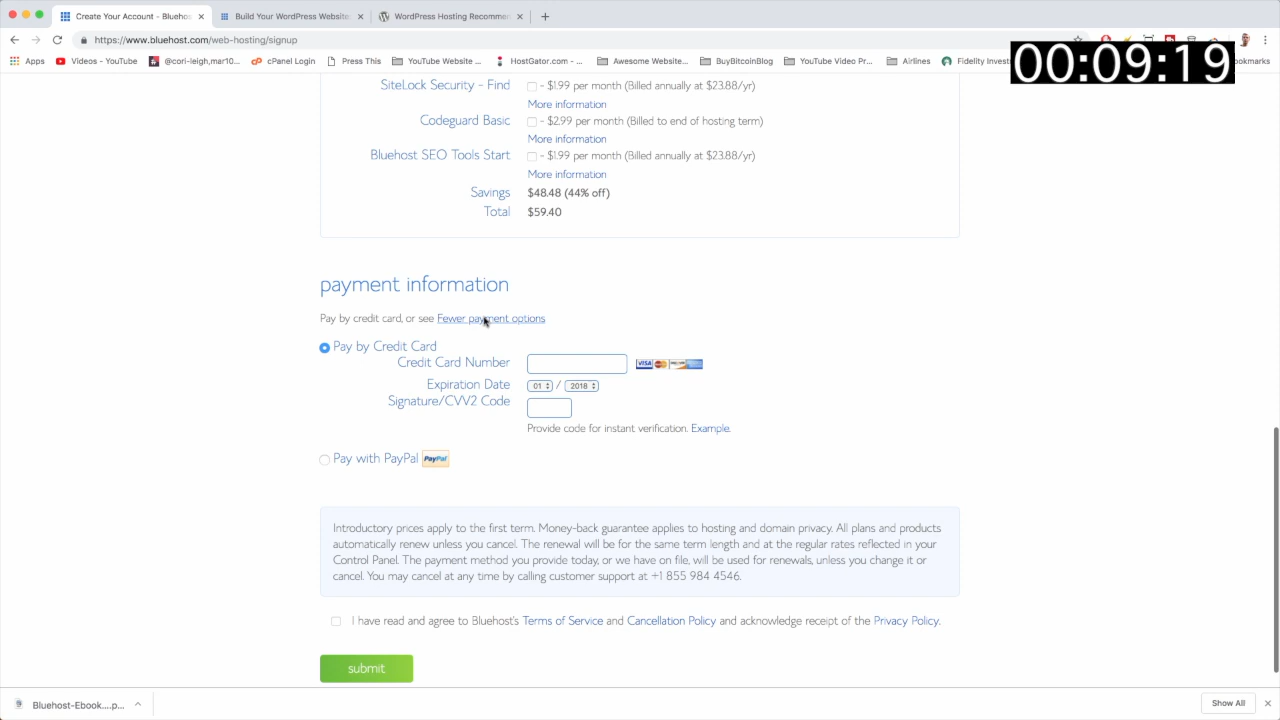 Create Your Account - Bluehos
Build Your WordPress Website
WordPress Hosting Recommen
https://www.bluehost.com/web-hosting/signup
Apps
Videos - YouTube
@cori-leigh,mar10...
cPanel Login
Press This
YouTube Website ...
HostGator.com - ...
Awesome Website...
BuyBitcoinBlog
YouTube Video Pr...
Airlines
Fidelity Inves
okmarks
00:09:19
SiteLock Security - Find - $1.99 per month (Billed annually at $23.88/yr)
More information
Codeguard Basic - $2.99 per month (Billed to end of hosting term)
More information
Bluehost SEO Tools Start - $1.99 per month (Billed annually at $23.88/yr)
More information
Savings $48.48 (44% off)
Total $59.40
payment information
Pay by credit card, or see Fewer payment options
Pay by Credit Card
Credit Card Number VISA
Expiration Date 01 / 2018
Signature/CVV2 Code
Provide code for instant verification. Example.
Pay with PayPal PayPal
Introductory prices apply to the first term. Money-back guarantee applies to hosting and domain privacy. All plans and products
automatically renew unless you cancel. The renewal will be for the same term length and at the regular rates reflected in your
Control Panel. The payment method you provide today, or we have on file, will be used for renewals, unless you change it or
cancel. You may cancel at any time by calling customer support at +1 855 984 4546.
I have read and agree to Bluehost's Terms of Service and Cancellation Policy and acknowledge receipt of the Privacy Policy.
submit
Bluehost-Ebook....p...
Show All